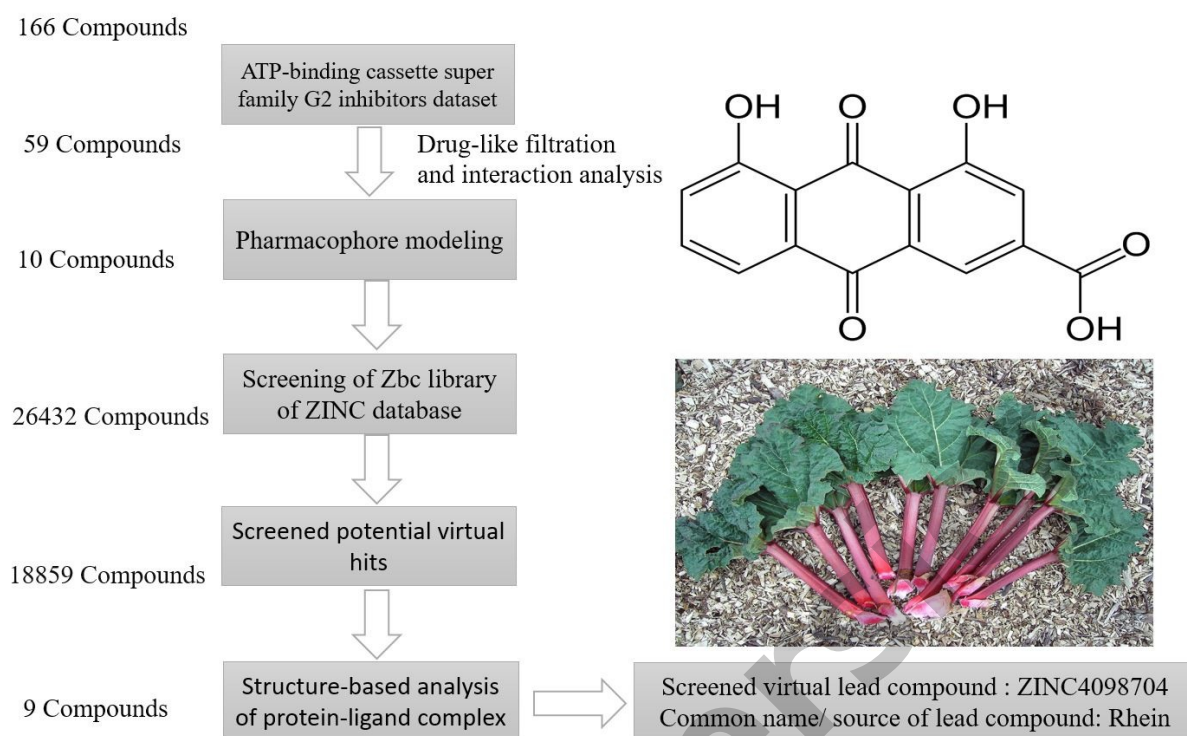 166 Compounds
ATP-binding cassette super
family G2 inhibitors dataset
59 Compounds
Drug-like filtration
and interaction analysis
Pharmacophore modeling
10 Compounds
Screening of Zbc library
of ZINC database
26432 Compounds
Screened potential virtual
hits
18859 Compounds
Structure-based analysis
of protein-ligand complex
9 Compounds
OH
O
OH
O
O
OH
Screened virtual lead compound : ZINC4098704
Common name/ source of lead compound: Rhein